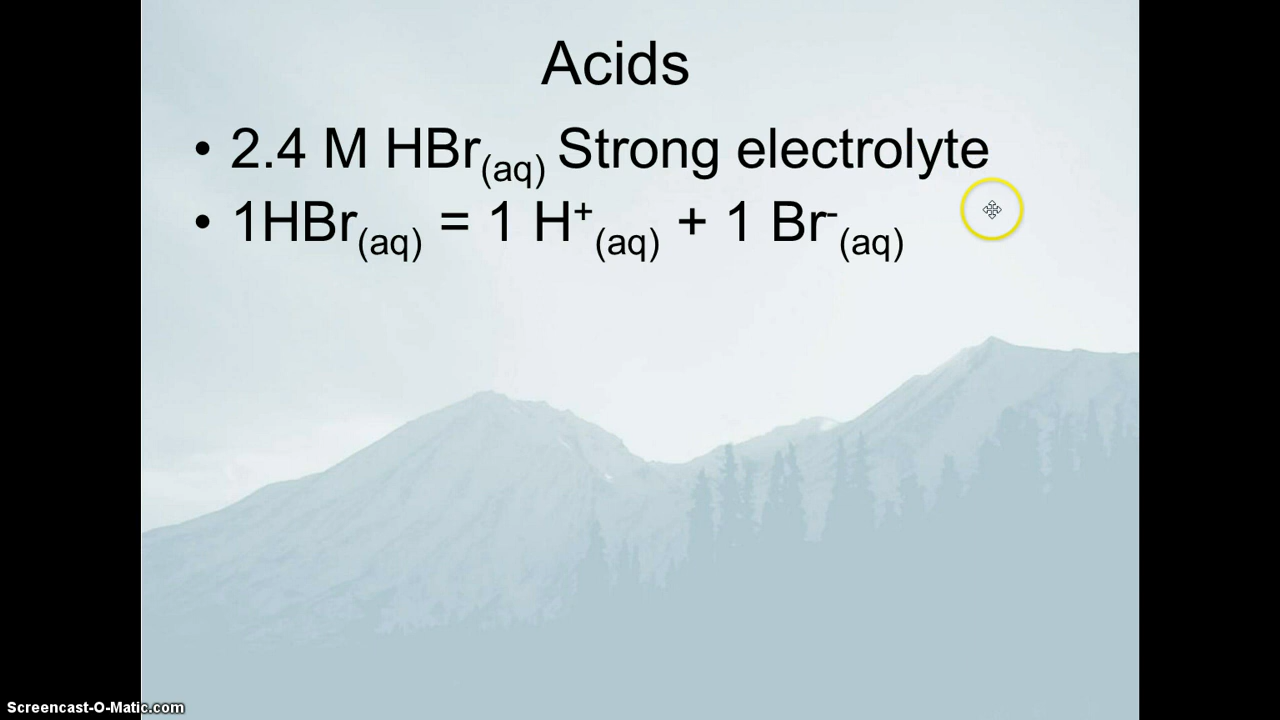 Acids
• 2.4 M HBr(aq) Strong electrolyte
• 1HBr(aq) = 1 H⁺(aq) + 1 Br⁻(aq)
Screencast-O-Matic.com